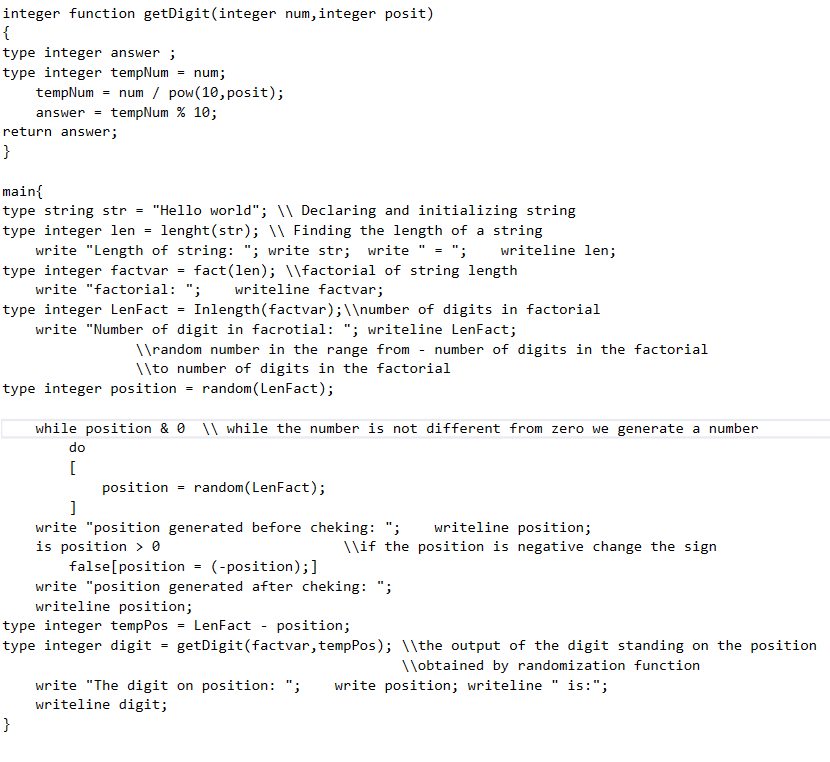 integer function getDigit(integer num,integer posit)
{
type integer answer ;
type integer tempNum = num;
    tempNum = num / pow(10,posit);
    answer = tempNum % 10;
return answer;
}

main{
type string str = "Hello world"; \\ Declaring and initializing string
type integer len = lenght(str); \\ Finding the length of a string
    write "Length of string: "; write str;  write " = ";    writeline len;
type integer factvar = fact(len); \\factorial of string length
    write "factorial: ";    writeline factvar;
type integer LenFact = Inlength(factvar);\\number of digits in factorial
    write "Number of digit in facrotial: "; writeline LenFact;
                \\random number in the range from - number of digits in the factorial
                \\to number of digits in the factorial
type integer position = random(LenFact);

    while position & 0  \\ while the number is not different from zero we generate a number
        do
        [
            position = random(LenFact);
        ]
    write "position generated before cheking: ";    writeline position;
    is position > 0                      \\if the position is negative change the sign
        false[position = (-position);]
    write "position generated after cheking: ";
    writeline position;
type integer tempPos = LenFact - position;
type integer digit = getDigit(factvar,tempPos); \\the output of the digit standing on the position
                                                \\obtained by randomization function
    write "The digit on position: ";    write position; writeline " is:";
    writeline digit;
}